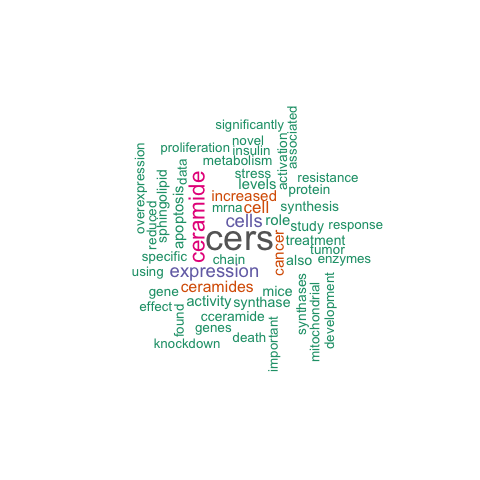 significantly
associated
novel
proliferation
insulin
activation
overexpression
metabolism
data
stress
resistance
levels
protein
sphingolipid
apoptosis
ceramide
increased
reduced
mrna
cell
synthesis
cells
role
study
response
cers
treatment
tumor
specific
chain
cancer
also
enzymes
using
expression
gene
ceramides
mice
synthases
mitochondrial
development
effect
activity
synthase
found
cceramide
genes
important
knockdown
death